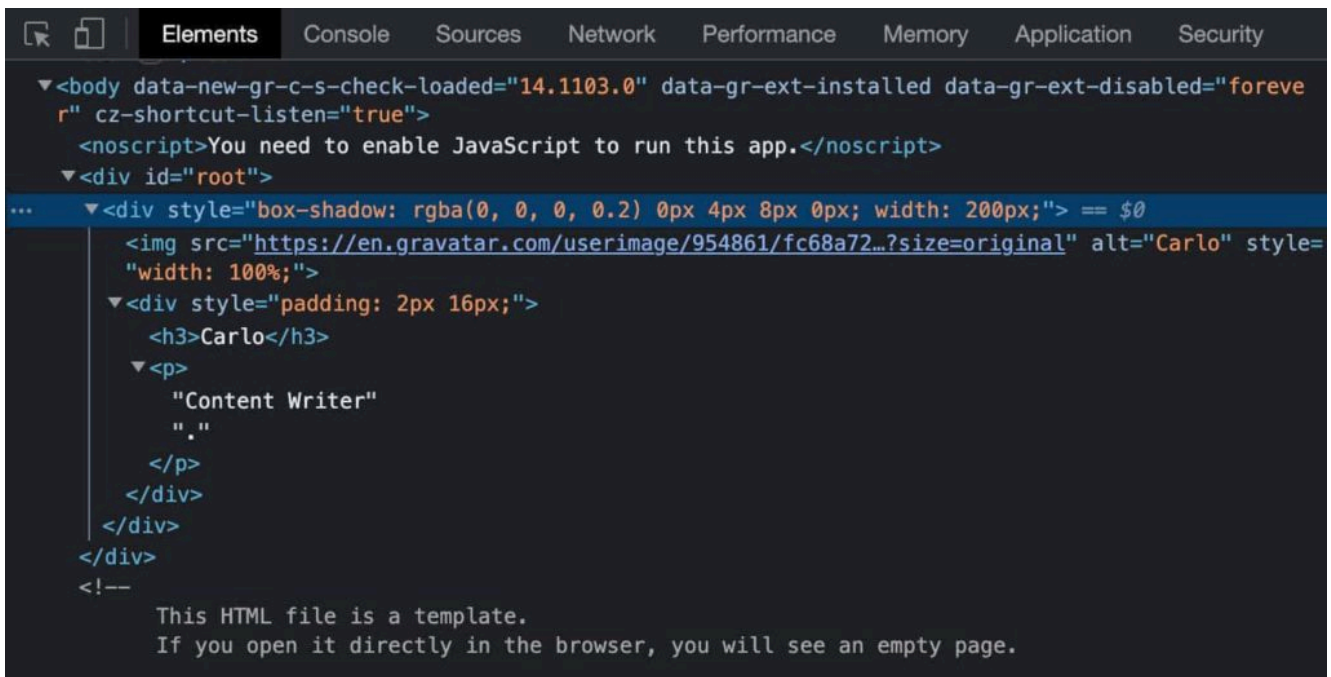 Elements Console Sources Network Performance Memory Application Security
▼<body data-new-gr-c-s-check-loaded="14.1103.0" data-gr-ext-installed data-gr-ext-disabled="foreve
r" cz-shortcut-listen="true">
<noscript>You need to enable JavaScript to run this app.</noscript>
▼<div id="root">
… ▼<div style="box-shadow: rgba(0, 0, 0, 0.2) 0px 4px 8px 0px; width: 200px;"> == $0
<img src="https://en.gravatar.com/userimage/954861/fc68a72…?size=original" alt="Carlo" style=
"width: 100%;">
▼<div style="padding: 2px 16px;">
<h3>Carlo</h3>
▼<p>
"Content Writer"
"."
</p>
</div>
</div>
</div>
<!--
This HTML file is a template.
If you open it directly in the browser, you will see an empty page.